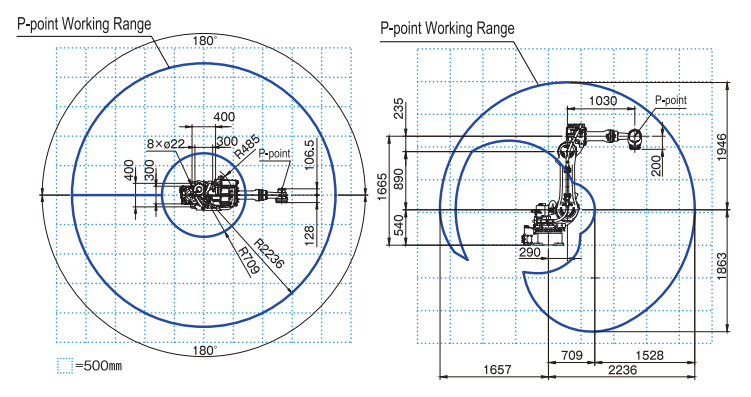 P-point Working Range
180°
400
8×ø22
300
R485
P-point
106.5
400
300
128
R2236
R709
180°
=500mm
P-point Working Range
1030
P-point
235
200
1946
1665
890
540
290
1863
709
1528
1657
2236